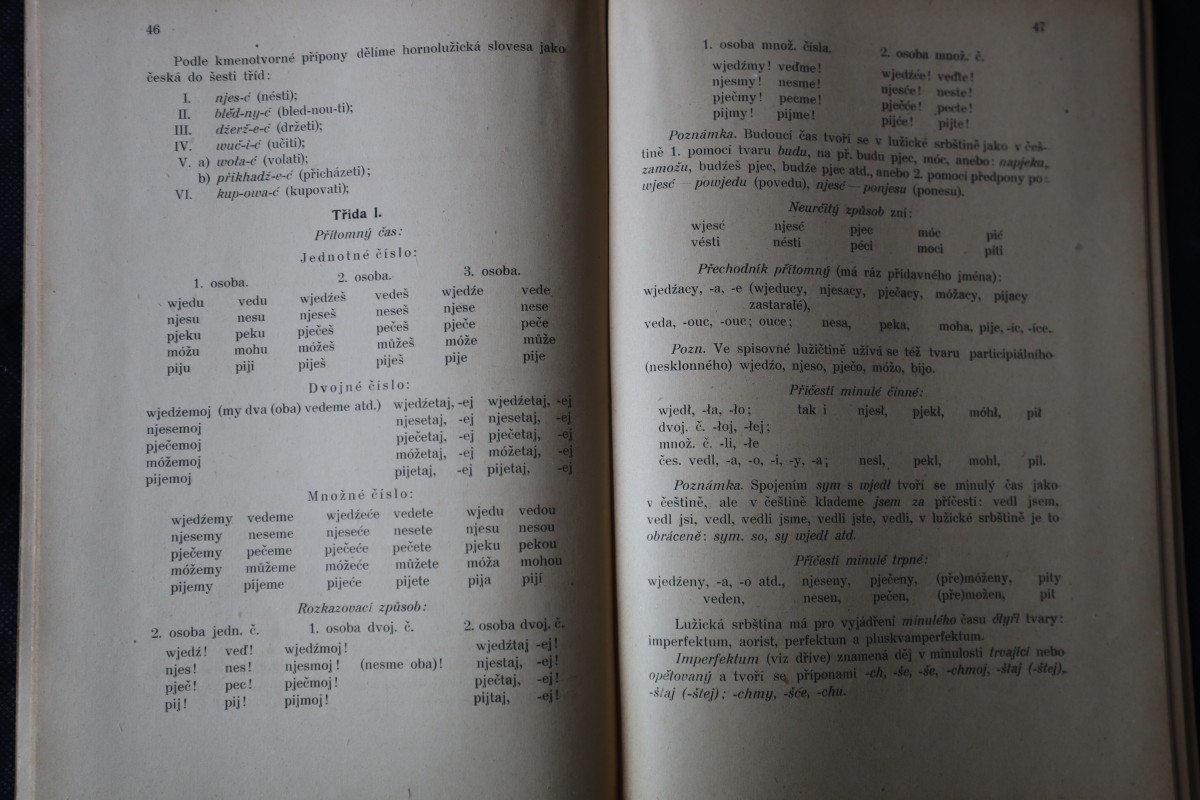 46
Podle kmenotvorné přípony dělíme hornolužická slovesa jako
česká do šesti tříd:
I. njes-ć (nésti);
II. blěd-ny-ć (bled-nou-ti);
III. dźerž-e-ć (držeti);
IV. wuč-i-ć (učiti);
V. a) woła-ć (volati);
b) přikhadź-e-ć (přicházeti);
VI. kup-owa-ć (kupovati);
Třída I.
Přítomný čas:
Jednotné číslo:
1. osoba. 2. osoba. 3. osoba.
wjedu vedu wjedźeš vedeš wjedźe vede
njesu nesu njeseš neseš njese nese
pjeku peku pječeš pečeš pječe peče
móžu mohu móžeš můžeš móže může
piju piji piješ piješ pije pije
Dvojné číslo:
wjedźemoj (my dva (oba) vedeme atd.) wjedźetaj, -ej wjedźetaj, -ej
njesemoj njesetaj, -ej njesetaj, -ej
pječemoj pječetaj, -ej pječetaj, -ej
móžemoj móžetaj, -ej móžetaj, -ej
pijemoj pijetaj, -ej pijetaj, -ej
Množné číslo:
wjedźemy vedeme wjedźeće vedete wjedu vedou
njesemy neseme njeseće nesete njesu nesou
pječemy pečeme pječeće pečete pjeku pekou
móžemy můžeme móžeće můžete móža mohou
pijemy pijeme pijeće pijete pija pijí
Rozkazovací způsob:
2. osoba jedn. č. 1. osoba dvoj. č. 2. osoba dvoj. č.
wjedź! veď! wjedźmoj! wjedźtaj -ej!
njes! nes! njesmoj! (nesme oba)! njestaj, -ej!
pječ! pec! pječmoj! pječtaj, -ej!
pij! pij! pijmoj! pijtaj, -ej!
47
1. osoba množ. čísla. 2. osoba množ. č.
wjedźmy! veďme! wjedźće! veďte!
njesmy! nesme! njesće! neste!
pječmy! pecme! pječće! pecte!
pijmy! pijme! pijće! pijte!
Poznámka. Budoucí čas tvoří se v lužické srbštině jako v češ-
tině 1. pomocí tvaru budu, na př. budu pjec, móc, anebo: napjeku,
zamožu, budźeš pjec, budźe pjec atd., anebo 2. pomocí předpony po:
wjesć — powjedu (povedu), njesć — ponjesu (ponesu).
Neurčitý způsob zní:
wjesć njesć pjec móc pić
vésti nésti péci moci píti
Přechodník přítomný (má ráz přídavného jména):
wjedźacy, -a, -e (wjeducy, njesacy, pječacy, móžacy, pijacy
zastaralé),
veda, -ouc, -ouc; ouce; nesa, peka, moha, pije, -íc, -íce.
Pozn. Ve spisovné lužičtině užívá se též tvaru participiálního
(nesklonného) wjedźo, njeso, pječo, móžo, bijo.
Příčestí minulé činné:
wjedł, -ła, -ło; tak i njesł, pjekł, móhł, pił
dvoj. č. -łoj, -łej;
množ. č. -li, -łe
čes. vedl, -a, -o, -i, -y, -a; nesl, pekl, mohl, pil.
Poznámka. Spojením sym s wjedł tvoří se minulý čas jako
v češtině, ale v češtině klademe jsem za příčestí: vedl jsem,
vedl jsi, vedl, vedli jsme, vedli jste, vedli, v lužické srbštině je to
obráceně: sym. so, sy wjedł atd.
Příčestí minulé trpné:
wjedźeny, -a, -o atd., njeseny, pječeny, (pře)móženy, pity
veden, nesen, pečen, (pře)možen, pit
Lužická srbština má pro vyjádření minulého času čtyři tvary:
imperfektum, aorist, perfektum a pluskvamperfektum.
Imperfektum (viz dříve) znamená děj v minulosti trvající nebo
opětovaný a tvoří se příponami -ch, -še, -še, -chmoj, -štaj (-štej),
-štaj (-štej); -chmy, -šće, -chu.